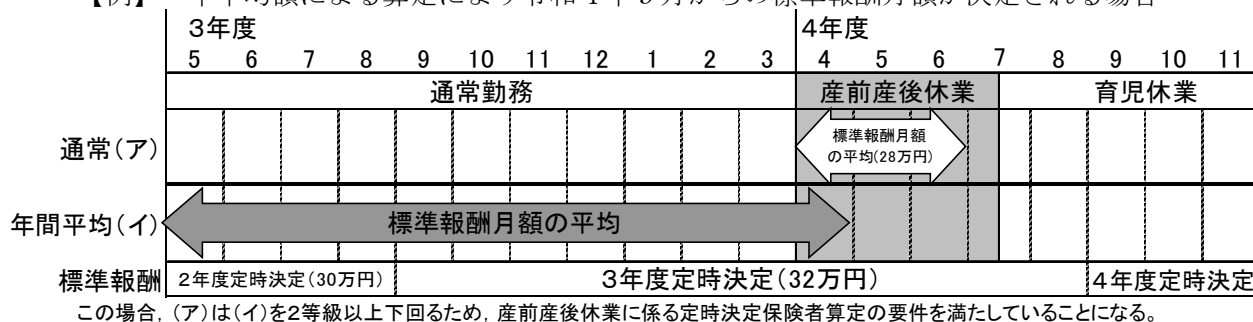 【例】 年平均額による算定により令和4年9月からの標準報酬月額が決定される場合
3年度 4年度
5 6 7 8 9 10 11 12 1 2 3 4 5 6 7 8 9 10 11
通常勤務 産前産後休業 育児休業
通常(ア) 標準報酬月額
の平均(28万円)
年間平均(イ) 標準報酬月額の平均
標準報酬 2年度定時決定(30万円) 3年度定時決定(32万円) 4年度定時決定
この場合，(ア)は(イ)を2等級以上下回るため，産前産後休業に係る定時決定保険者算定の要件を満たしていることになる。